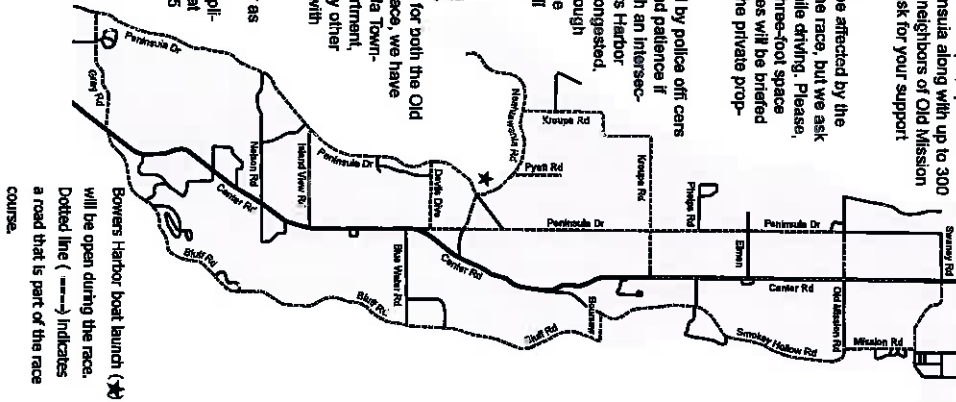 nsula along with up to 300
neighbors of Old Mission
sk for your support
be affected by the
he race, but we ask
ile driving. Please,
hree-foot space
es will be briefed
he private prop-
d by police officers
nd patience if
h an intersec-
s Harbor
ongested.
ough
e
for both the Old
ace, we have
la Town-
rtment,
y other
with
as
pli-
at
5
Swaney Rd
Mission Rd
Old Mission Rd
Peninsula Dr
Center Rd
Smokey Hollow Rd
Elmen
Phelps Rd
Kroupa Rd
Kroupa Rd
Peninsula Dr
Pyatt Rd
Neahtawanta Rd
Boursaw
Bluff Rd
Center Rd
Devils Dive
Blue Water Rd
Bluff Rd
Peninsula Dr
Island View Rd
Nelson Rd
Center Rd
Bluff Rd
Peninsula Dr
Gray Rd
Bowers Harbor boat launch (★)
will be open during the race.
Dotted line (----) indicates
a road that is part of the race
course.